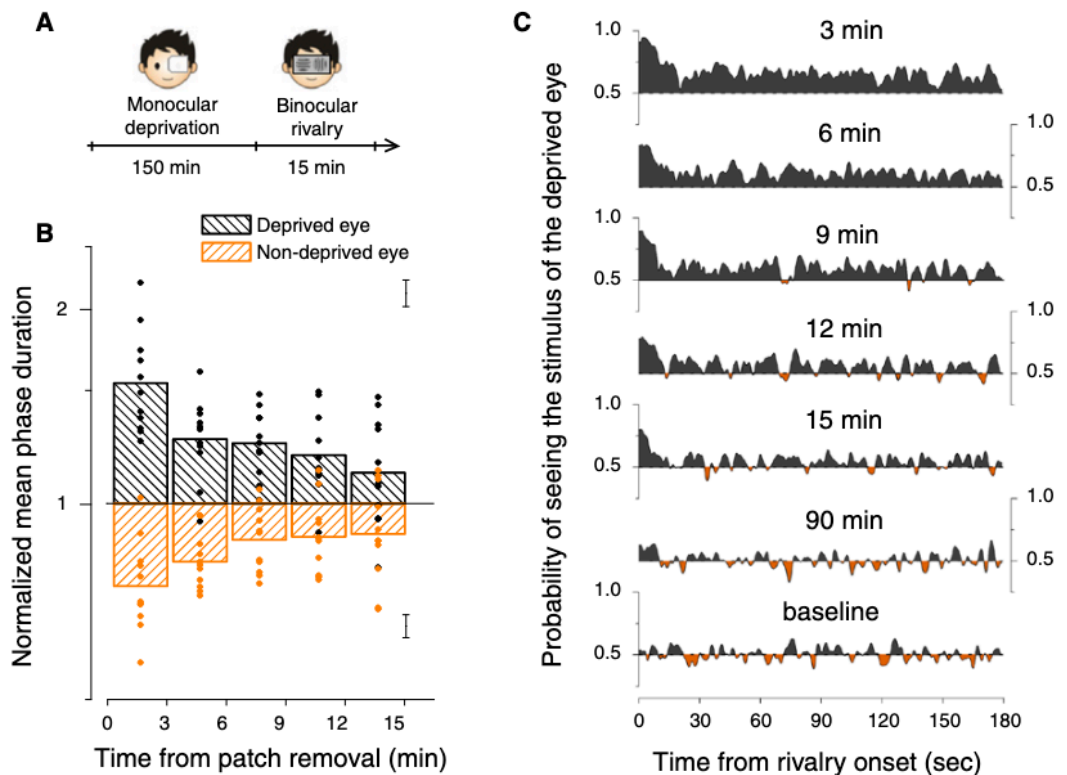 A
Monocular
deprivation
Binocular
rivalry
150 min
15 min
B
Deprived eye
Non-deprived eye
Normalized mean phase duration
2
1
0
3
6
9
12
15
Time from patch removal (min)
C
Probability of seeing the stimulus of the deprived eye
3 min
1.0
0.5
6 min
1.0
0.5
9 min
1.0
0.5
12 min
1.0
0.5
15 min
1.0
0.5
90 min
1.0
0.5
baseline
1.0
0.5
0
30
60
90
120
150
180
Time from rivalry onset (sec)